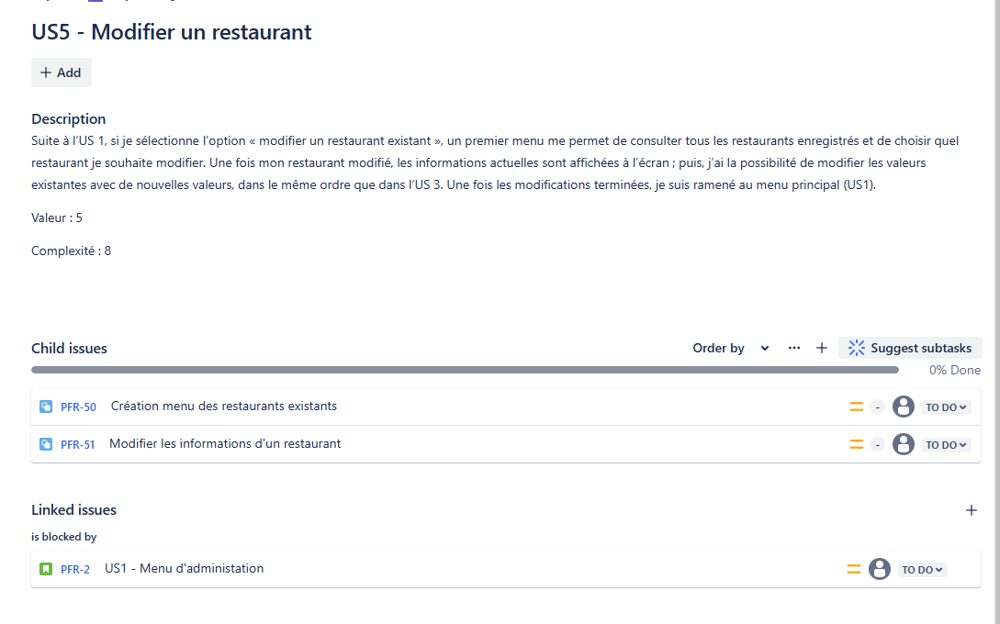 US5 - Modifier un restaurant
+ Add
Description
Suite à l’US 1, si je sélectionne l’option « modifier un restaurant existant », un premier menu me permet de consulter tous les restaurants enregistrés et de choisir quel
restaurant je souhaite modifier. Une fois mon restaurant modifié, les informations actuelles sont affichées à l’écran ; puis, j’ai la possibilité de modifier les valeurs
existantes avec de nouvelles valeurs, dans le même ordre que dans l’US 3. Une fois les modifications terminées, je suis ramené au menu principal (US1).
Valeur : 5
Complexité : 8
Child issues Order by ... + Suggest subtasks
0% Done
PFR-50 Création menu des restaurants existants - TO DO
PFR-51 Modifier les informations d'un restaurant - TO DO
Linked issues +
is blocked by
PFR-2 US1 - Menu d'administation TO DO